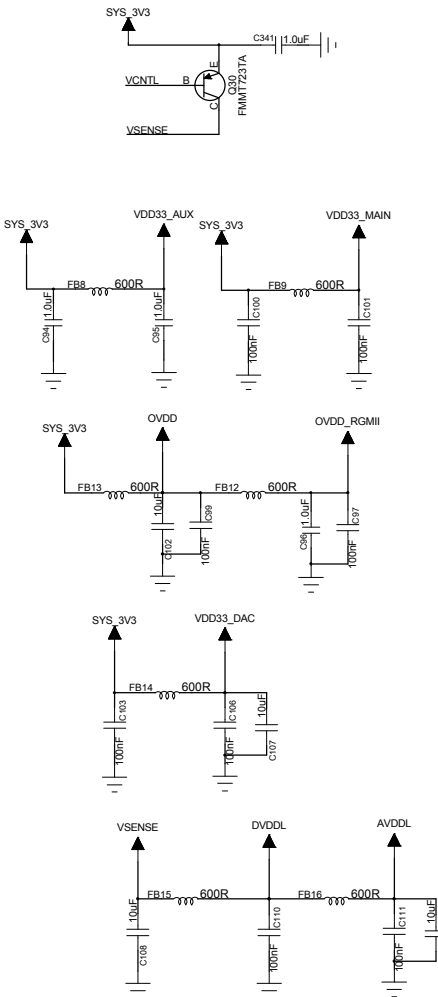 SYS_3V3
C341
1.0uF
VCNTL
B
E
C
Q30
FMMT723TA
VSENSE
SYS_3V3
VDD33_AUX
FB8
600R
1.0uF
C94
1.0uF
C95
SYS_3V3
VDD33_MAIN
FB9
600R
C100
100nF
C101
100nF
SYS_3V3
OVDD
OVDD_RGMII
FB13
600R
FB12
600R
10uF
C102
C99
100nF
1.0uF
C96
C97
100nF
SYS_3V3
VDD33_DAC
FB14
600R
C103
100nF
C106
100nF
10uF
C107
VSENSE
DVDDL
AVDDL
FB15
600R
FB16
600R
10uF
C108
C110
100nF
C111
100nF
10uF